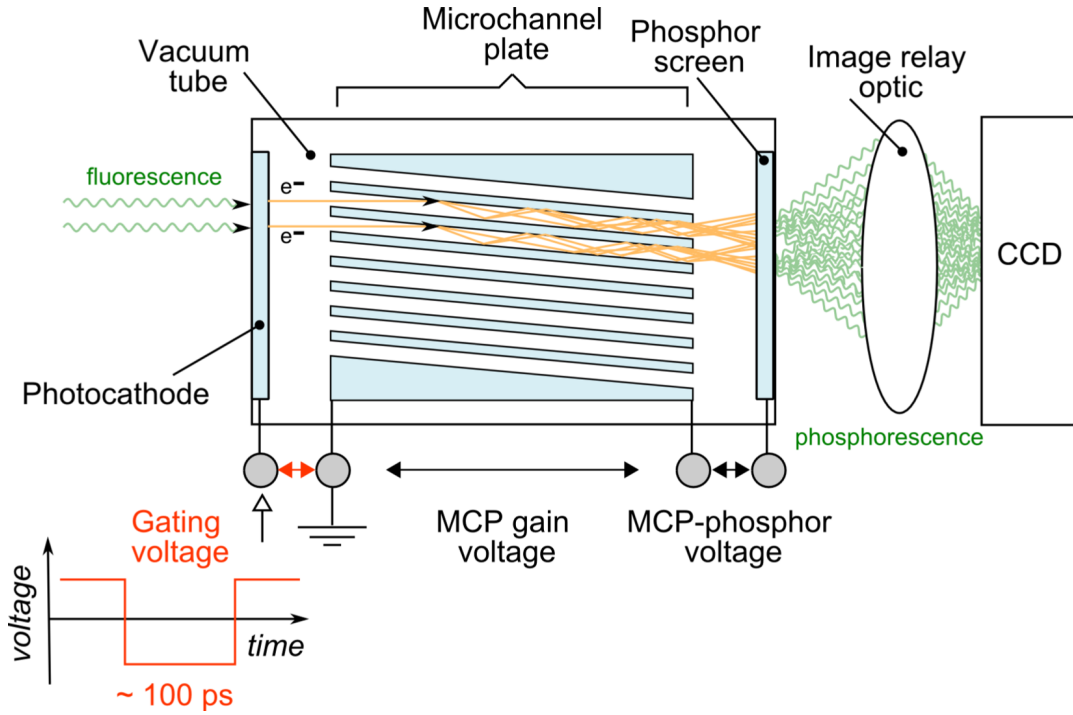 Microchannel
plate
Vacuum
tube
Phosphor
screen
Image relay
optic
fluorescence
e-
e-
CCD
Photocathode
phosphorescence
Gating
voltage
MCP gain
voltage
MCP-phosphor
voltage
voltage
time
~ 100 ps